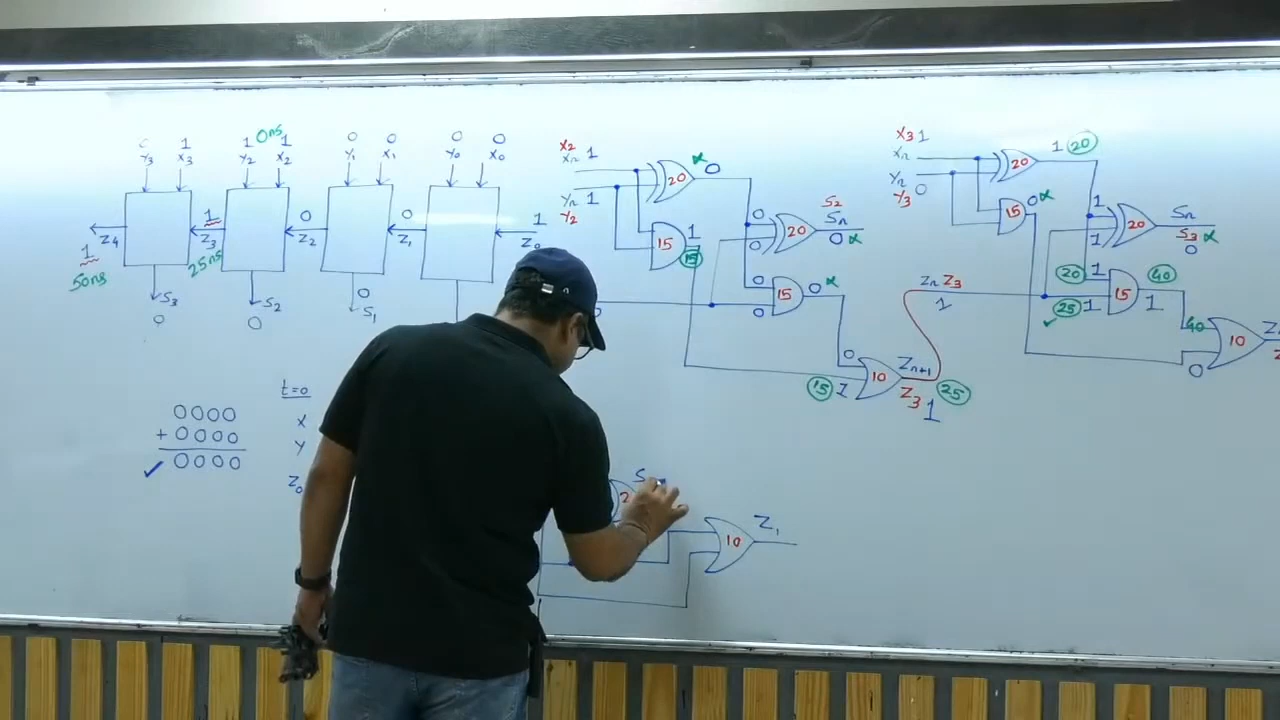 1 1 0ns 1 0 0 0 0
Y3 X3 Y2 X2 Y1 X1 Y0 X0
Z4 1 Z3 0 Z2 0 Z1 1 Z0
1 50ns 25ns
S3 S2 0 S1
0 0
0000
+ 0000
✓ 0000
t=0
X
Y
Z0
X2
Xn 1
Yn 1
Y2
20 α 0
15 1
15
0 0 20 S2 Sn 0 α
0 0 15 0 α
0
15 1 10 Zn+1
Z3 25
1
X3 1
Xn
Yn 0
Y3
20 1 20
15 0 α
1 1 20 Sn S3 α 0
Zn Z3
1
20 1 15 40
25 1 1
✓
40 10
0
S
10 Z1